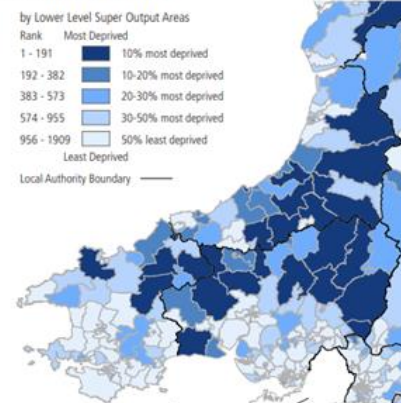 by Lower Level Super Output Areas
Rank Most Deprived
1 - 191 10% most deprived
192 - 382 10-20% most deprived
383 - 573 20-30% most deprived
574 - 955 30-50% most deprived
956 - 1909 50% least deprived
Least Deprived
Local Authority Boundary